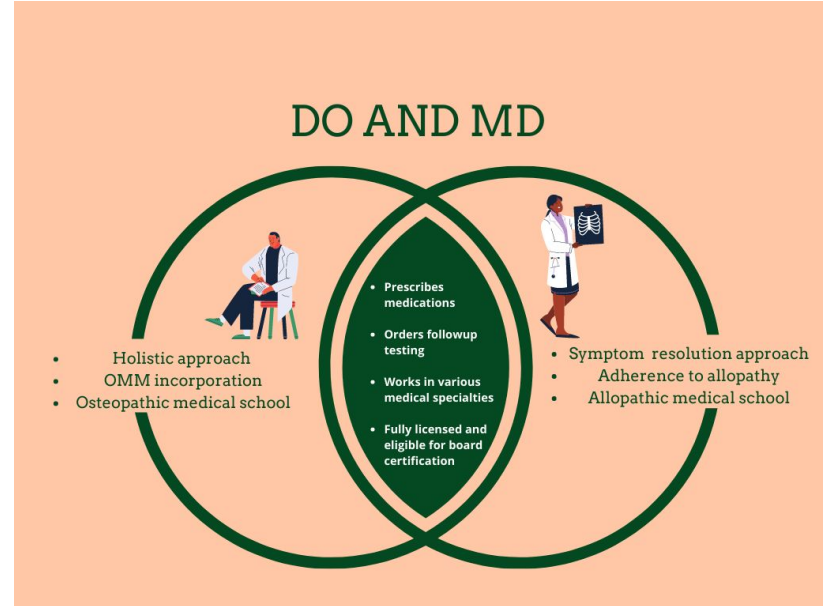 DO AND MD
• Holistic approach
• OMM incorporation
• Osteopathic medical school
• Prescribes
medications
• Orders followup
testing
• Works in various
medical specialties
• Fully licensed and
eligible for board
certification
• Symptom resolution approach
• Adherence to allopathy
• Allopathic medical school